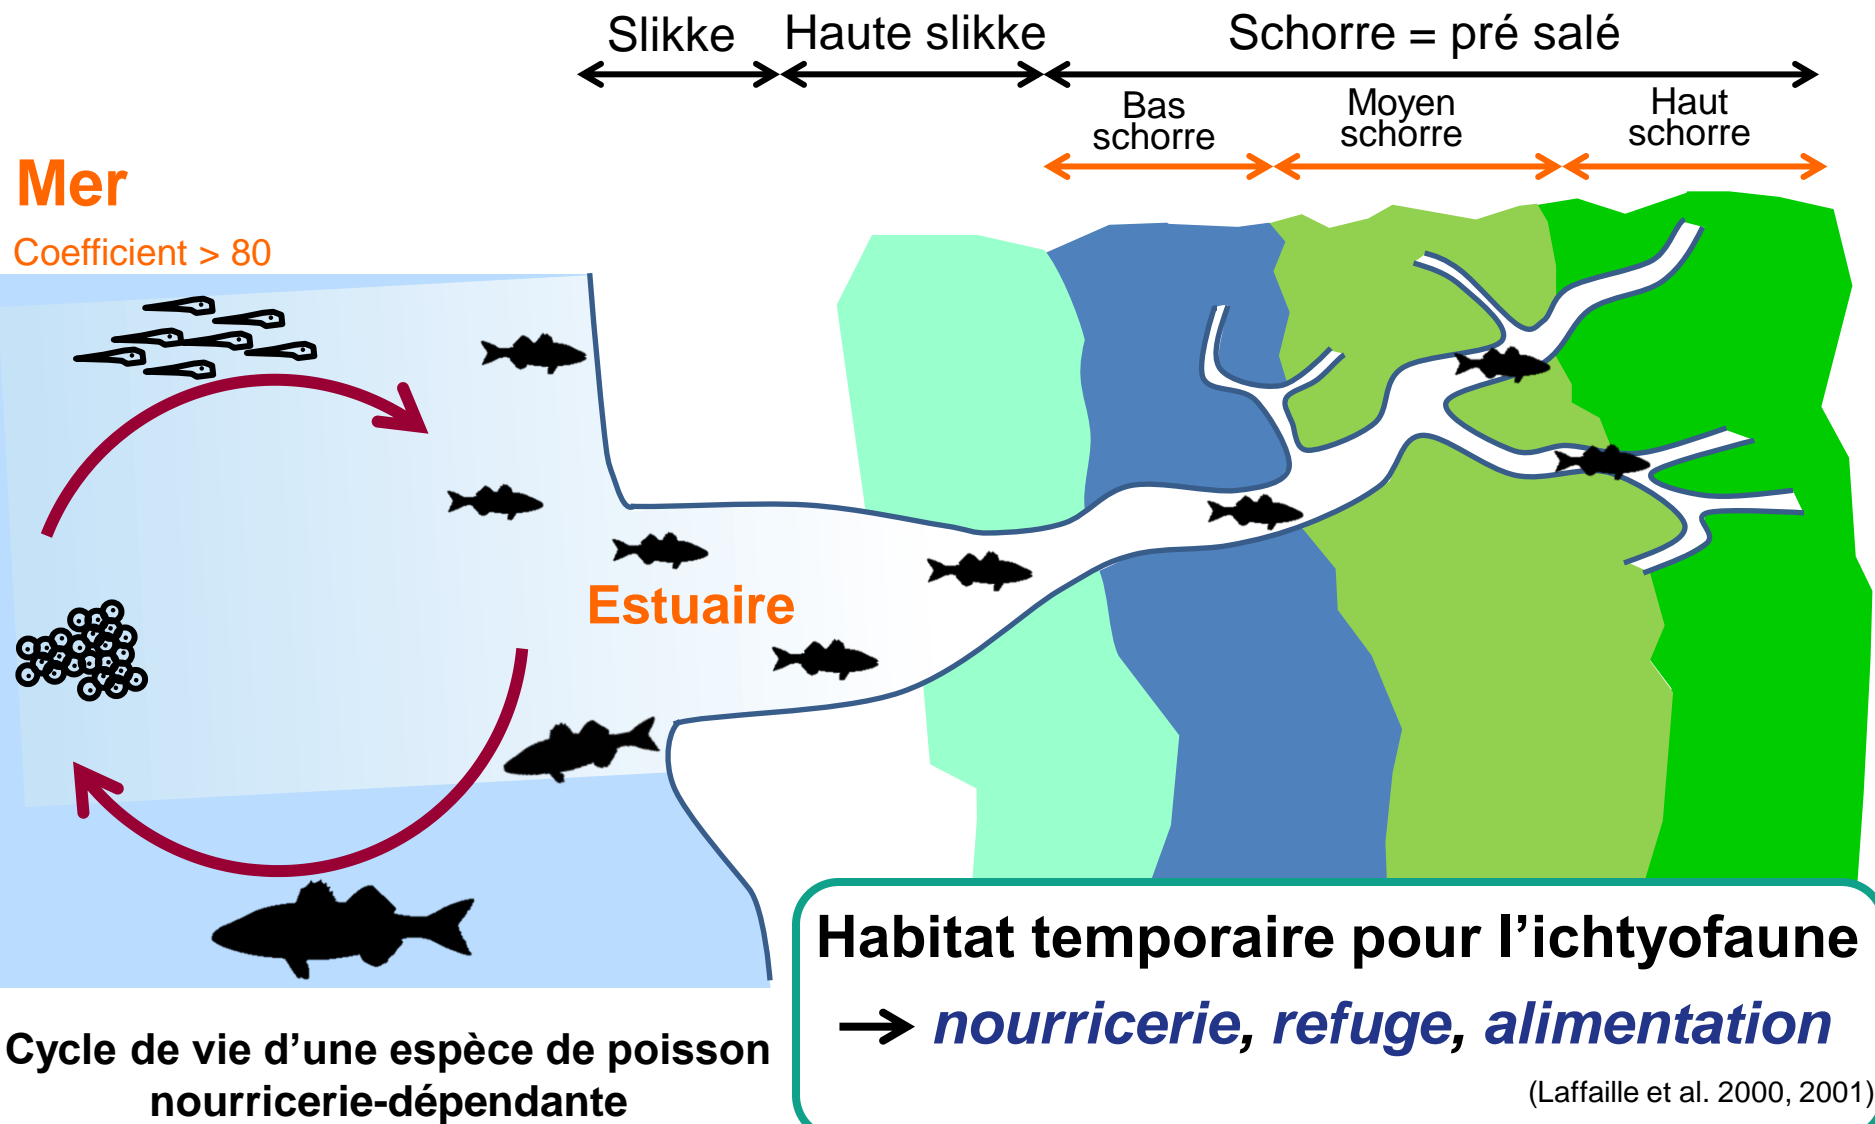 Slikke
Haute slikke
Schorre = pré salé
Bas
schorre
Moyen
schorre
Haut
schorre
Mer
Coefficient > 80
Estuaire
Habitat temporaire pour l’ichtyofaune
→ nourricerie, refuge, alimentation
(Laffaille et al. 2000, 2001)
Cycle de vie d’une espèce de poisson
nourricerie-dépendante